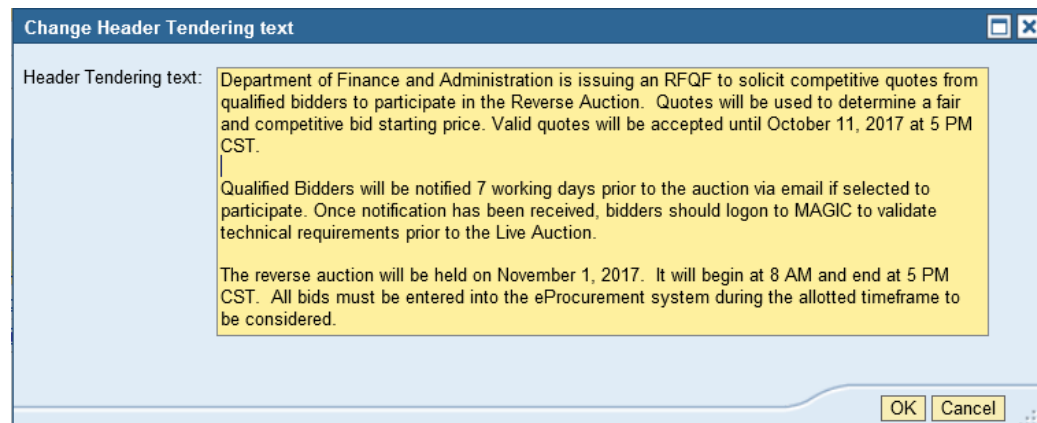 Change Header Tendering text
Header Tendering text:
Department of Finance and Administration is issuing an RFQF to solicit competitive quotes from
qualified bidders to participate in the Reverse Auction.  Quotes will be used to determine a fair
and competitive bid starting price. Valid quotes will be accepted until October 11, 2017 at 5 PM
CST.
Qualified Bidders will be notified 7 working days prior to the auction via email if selected to
participate. Once notification has been received, bidders should logon to MAGIC to validate
technical requirements prior to the Live Auction.
The reverse auction will be held on November 1, 2017.  It will begin at 8 AM and end at 5 PM
CST.  All bids must be entered into the eProcurement system during the allotted timeframe to
be considered.
OK Cancel